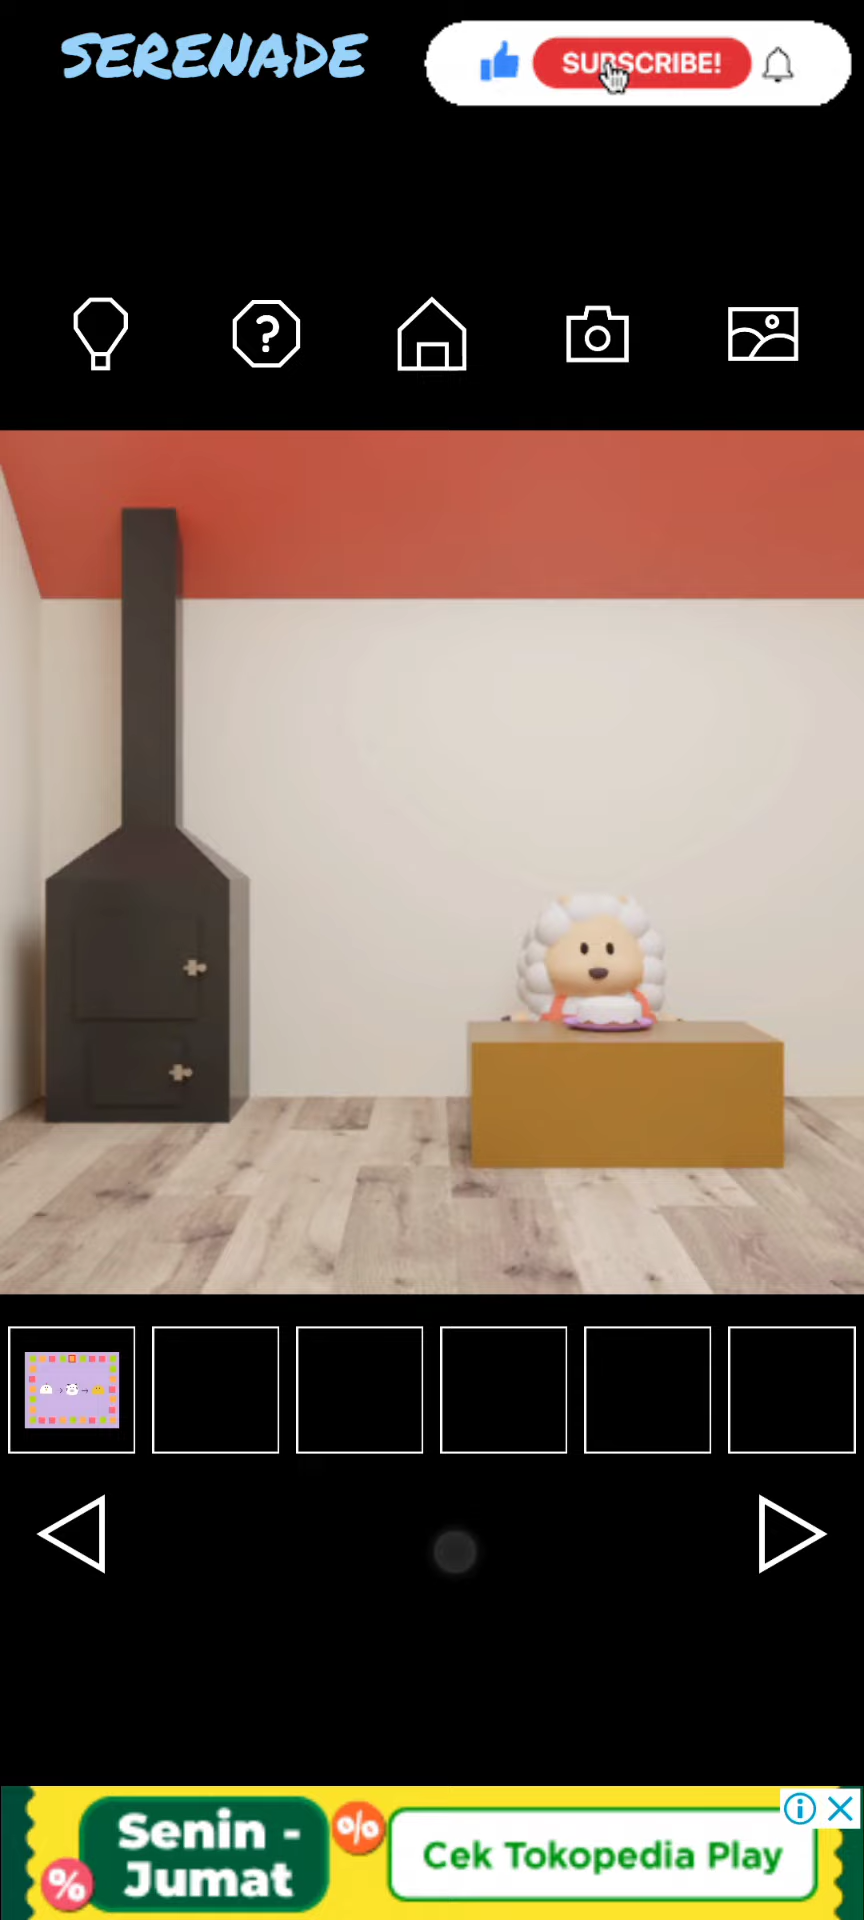 SERENADE
SUBSCRIBE!
?
Senin -
Jumat
%
%
Cek Tokopedia Play